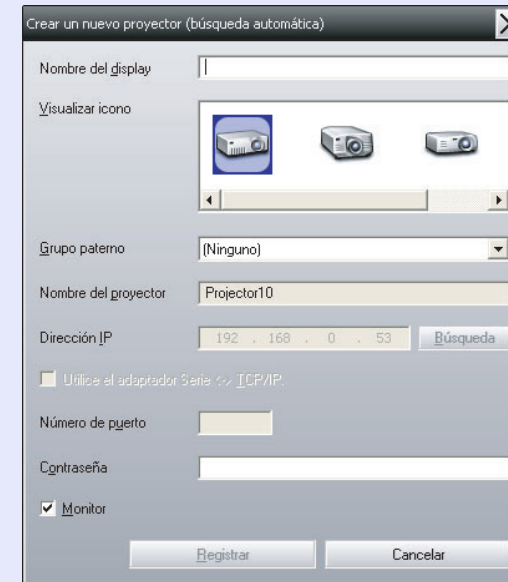 Crear un nuevo proyector (búsqueda automática)
Nombre del display
Visualizar icono
Grupo paterno (Ninguno)
Nombre del proyector Projector10
Dirección IP 192 . 168 . 0 . 53 Búsqueda
Utilice el adaptador Serie <-> TCP/IP.
Número de puerto
Contraseña
Monitor
Registrar Cancelar